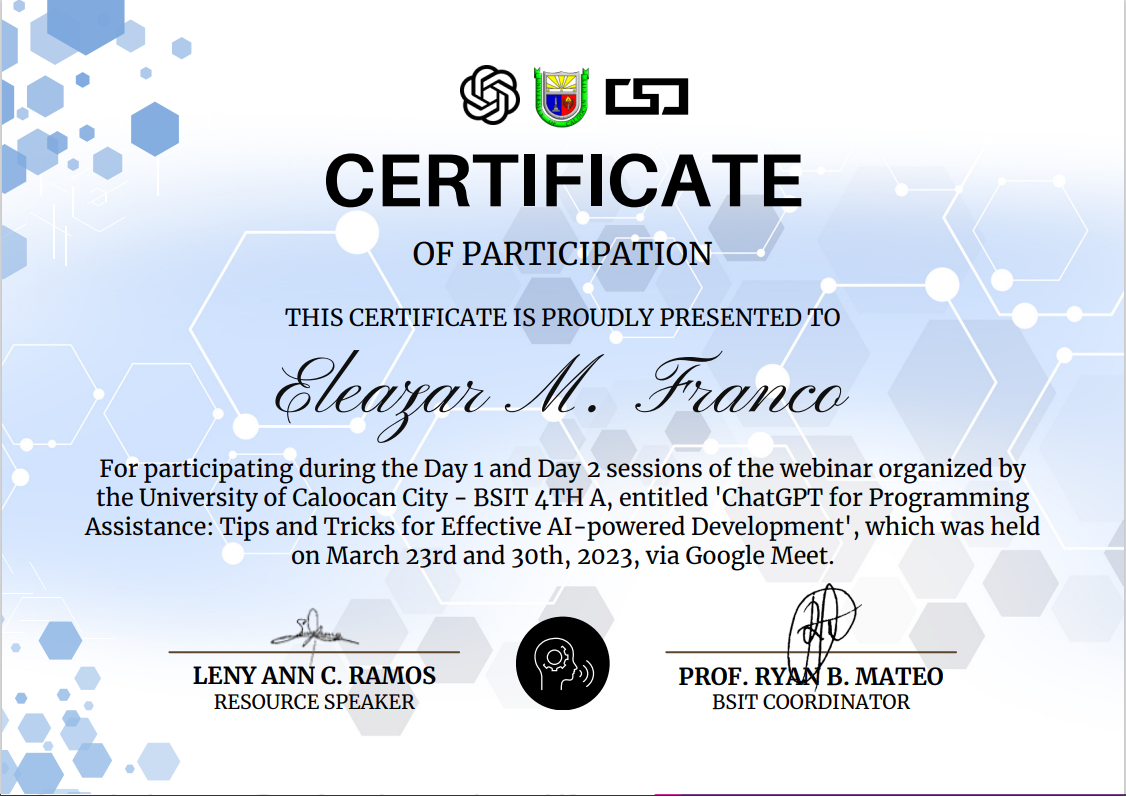 CSD
CERTIFICATE
OF PARTICIPATION
THIS CERTIFICATE IS PROUDLY PRESENTED TO
Eleazar M. Franco
For participating during the Day 1 and Day 2 sessions of the webinar organized by
the University of Caloocan City - BSIT 4TH A, entitled 'ChatGPT for Programming
Assistance: Tips and Tricks for Effective AI-powered Development', which was held
on March 23rd and 30th, 2023, via Google Meet.
LENY ANN C. RAMOS
RESOURCE SPEAKER
PROF. RYAN B. MATEO
BSIT COORDINATOR